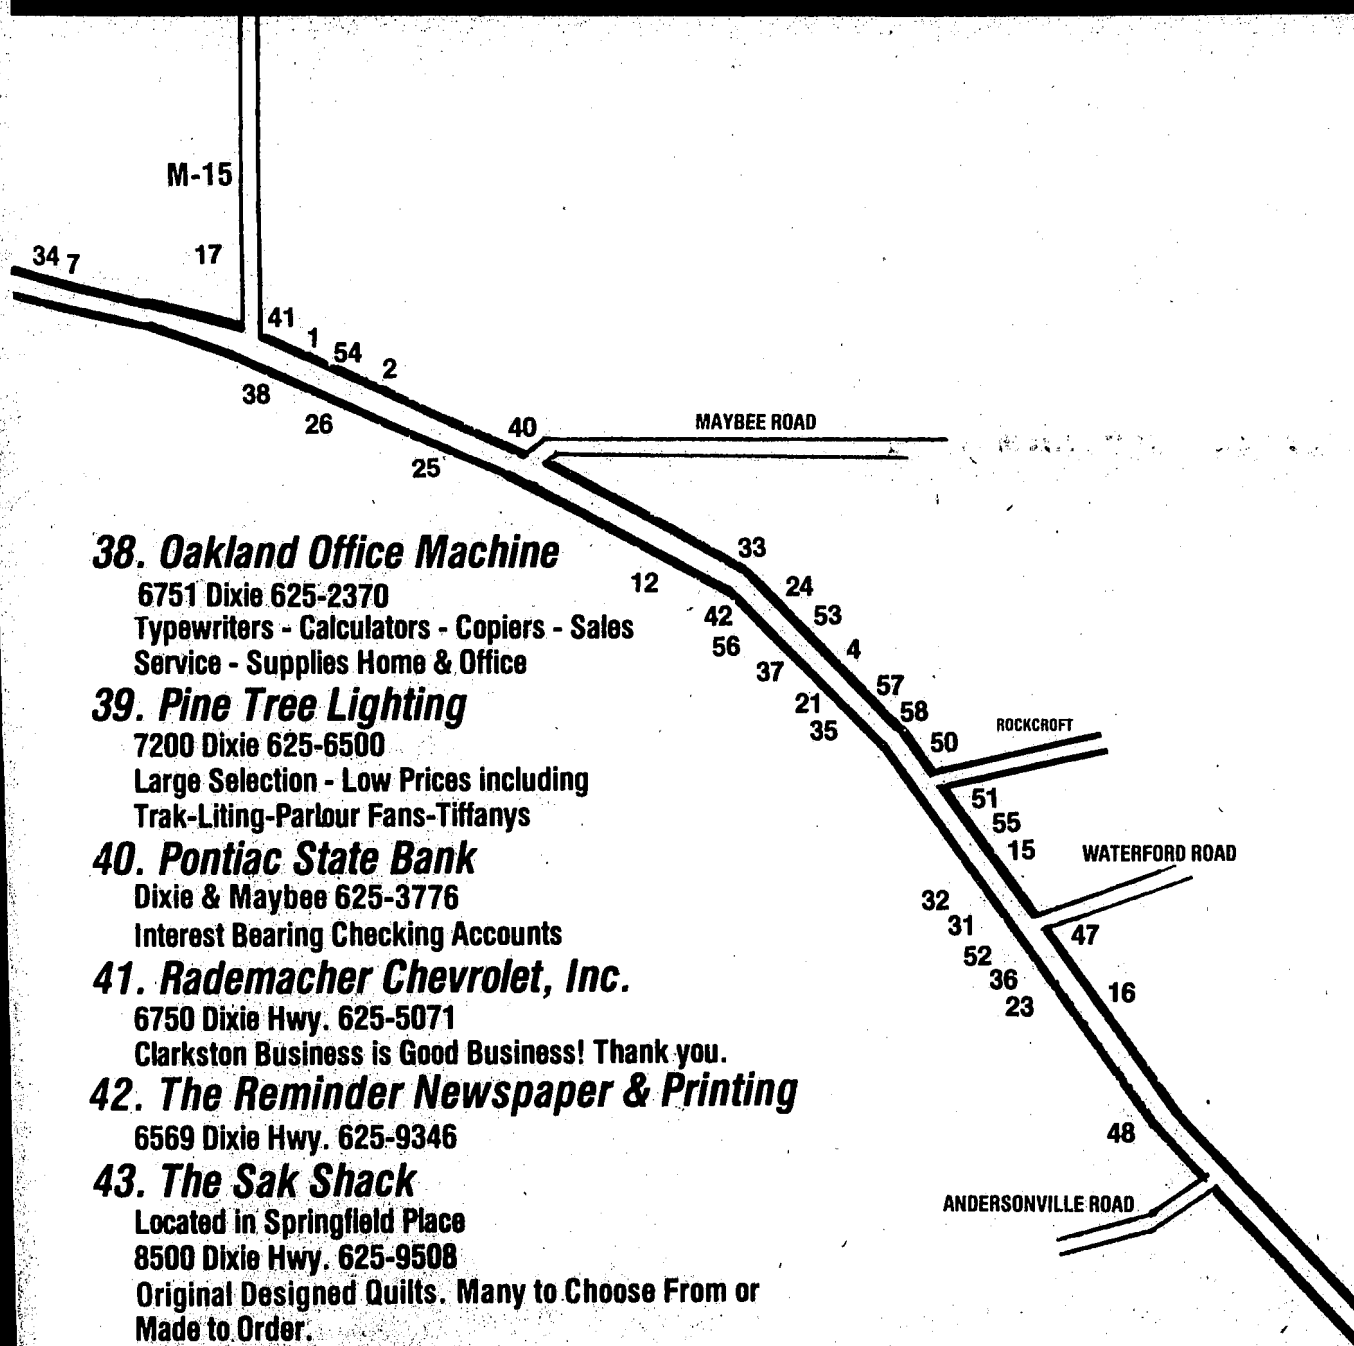 M-15
34 7
17
41
1
54
2
38
26
25
40
MAYBEE ROAD
33
24
53
4
57
58
50
12
42
56
37
21
35
ROCKCROFT
51
55
15
WATERFORD ROAD
32
31
52
36
23
47
16
48
ANDERSONVILLE ROAD
38. Oakland Office Machine
6751 Dixie 625-2370
Typewriters - Calculators - Copiers - Sales
Service - Supplies Home & Office
39. Pine Tree Lighting
7200 Dixie 625-6500
Large Selection - Low Prices including
Trak-Liting-Parlour Fans-Tiffanys
40. Pontiac State Bank
Dixie & Maybee 625-3776
Interest Bearing Checking Accounts
41. Rademacher Chevrolet, Inc.
6750 Dixie Hwy. 625-5071
Clarkston Business is Good Business! Thank you.
42. The Reminder Newspaper & Printing
6569 Dixie Hwy. 625-9346
43. The Sak Shack
Located in Springfield Place
8500 Dixie Hwy. 625-9508
Original Designed Quilts. Many to Choose From or
Made to Order.